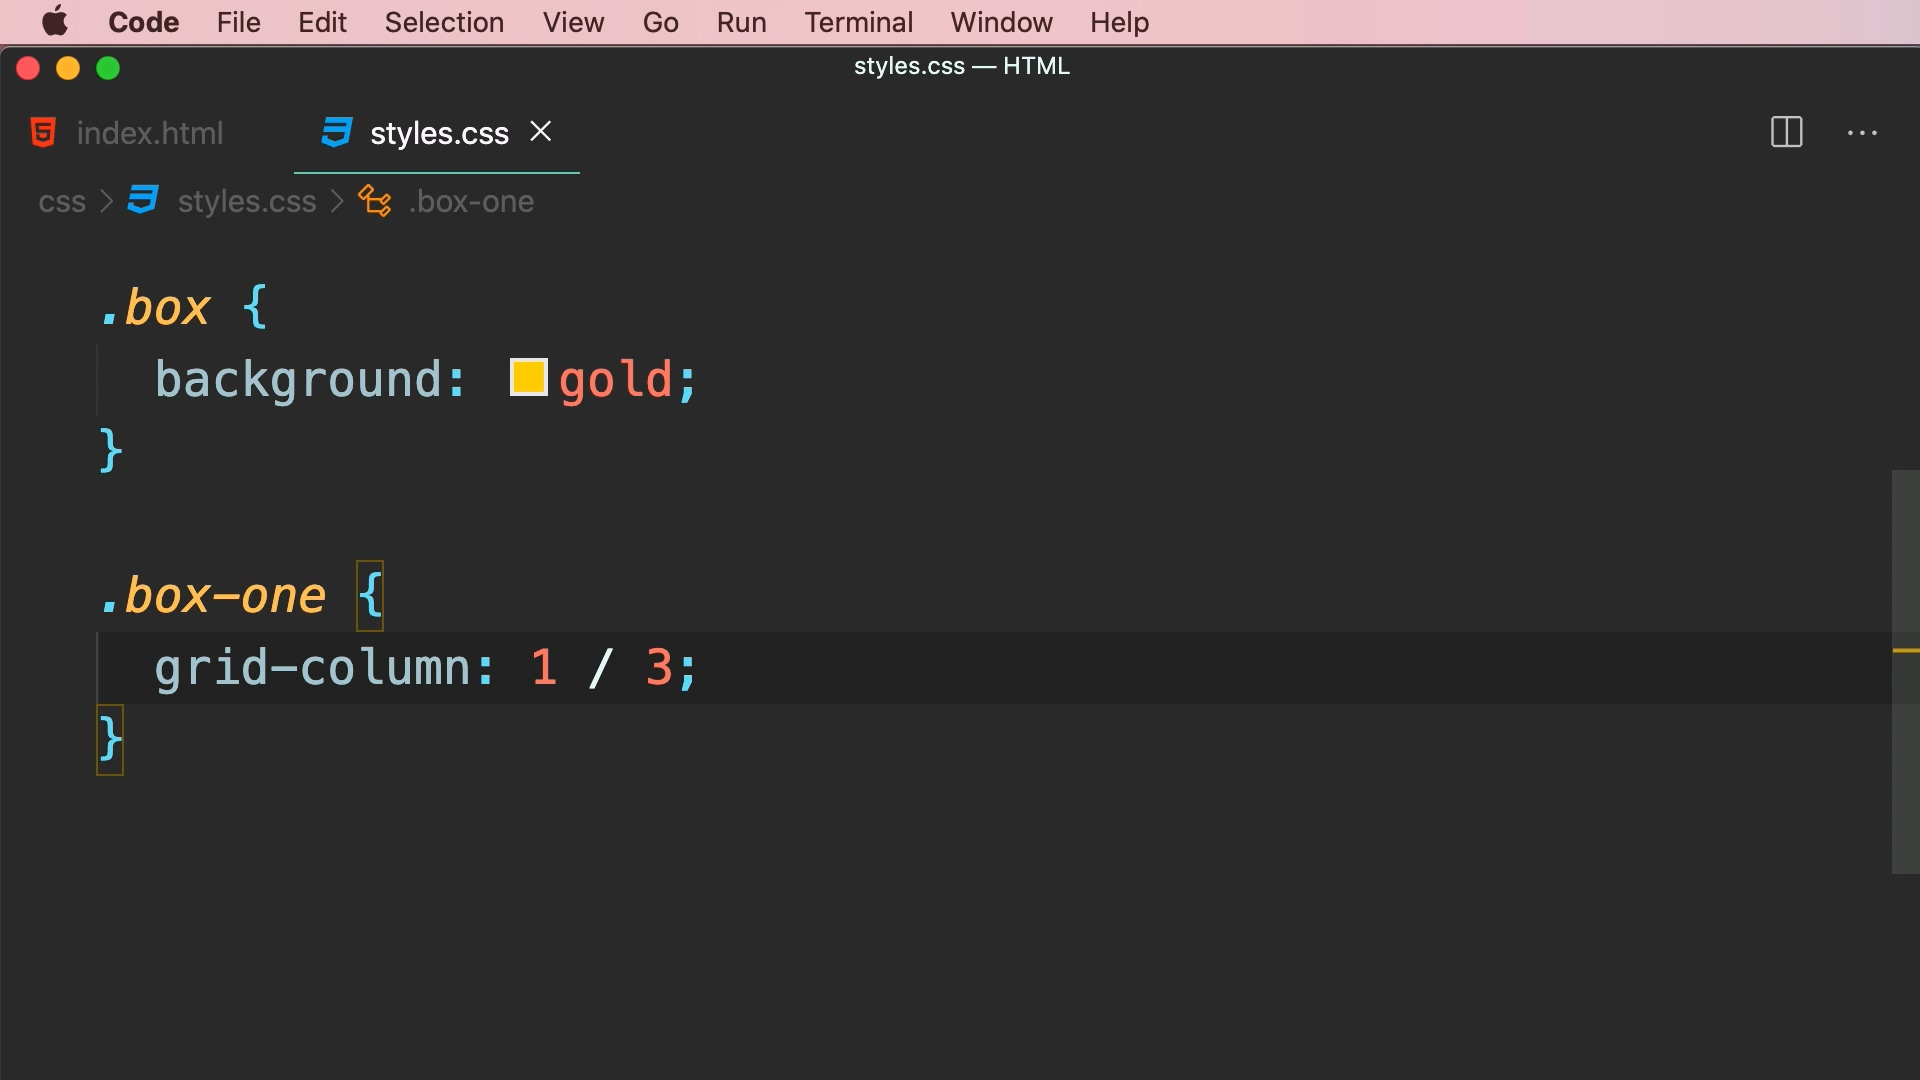 Code File Edit Selection View Go Run Terminal Window Help
styles.css — HTML
index.html styles.css
css > styles.css > .box-one
.box {
background: gold;
}
.box-one {
grid-column: 1 / 3;
}